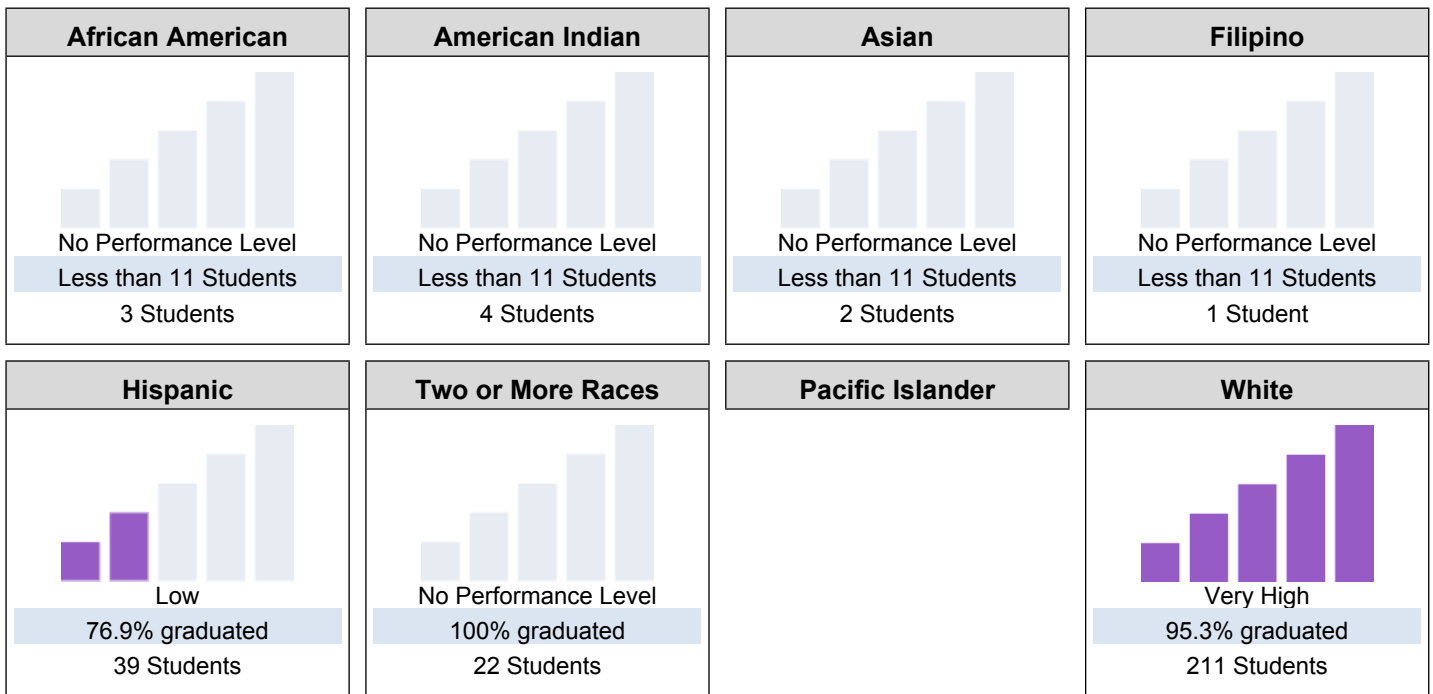 African American
No Performance Level
Less than 11 Students
3 Students
American Indian
No Performance Level
Less than 11 Students
4 Students
Asian
No Performance Level
Less than 11 Students
2 Students
Filipino
No Performance Level
Less than 11 Students
1 Student
Hispanic
Low
76.9% graduated
39 Students
Two or More Races
No Performance Level
100% graduated
22 Students
Pacific Islander
White
Very High
95.3% graduated
211 Students